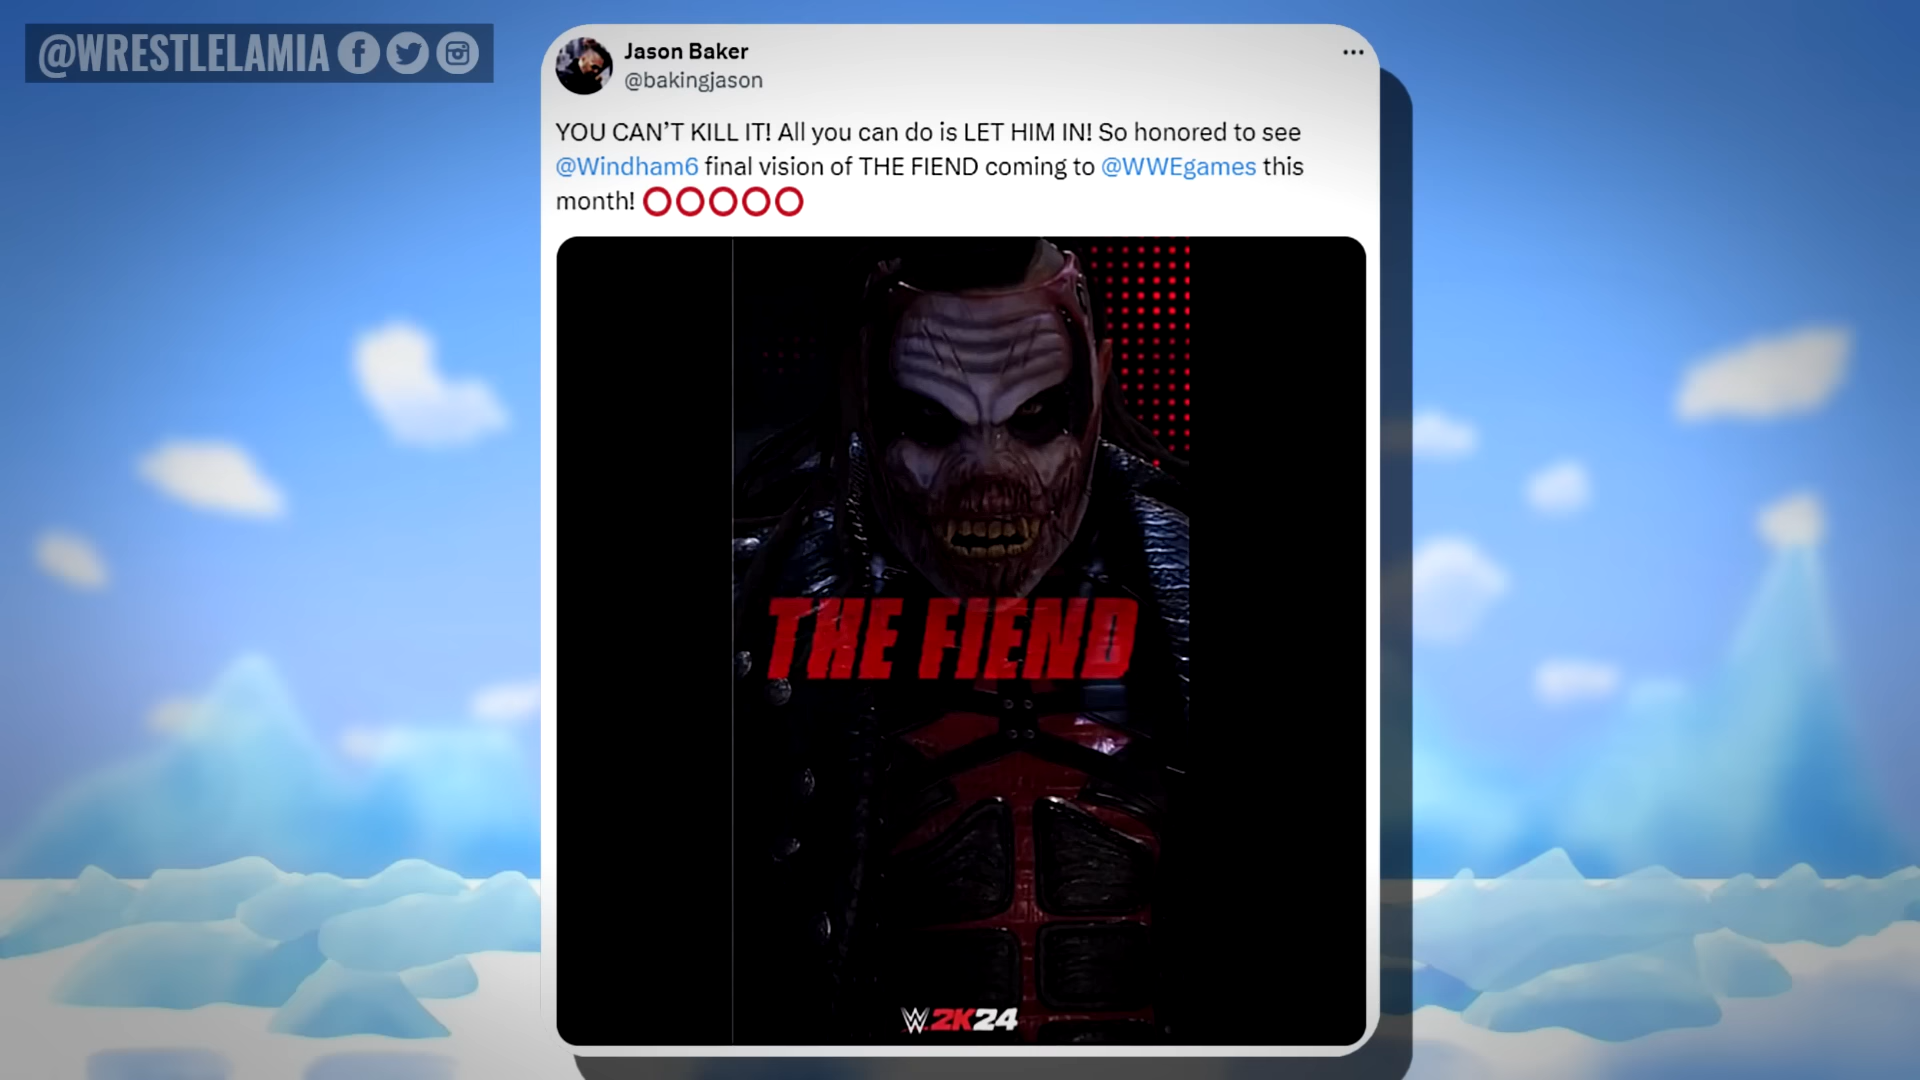 @WRESTLELAMIA
Jason Baker
@bakingjason
YOU CAN’T KILL IT! All you can do is LET HIM IN! So honored to see
@Windham6 final vision of THE FIEND coming to @WWEgames this
month! ⭕⭕⭕⭕⭕
THE FIEND
W 2K24